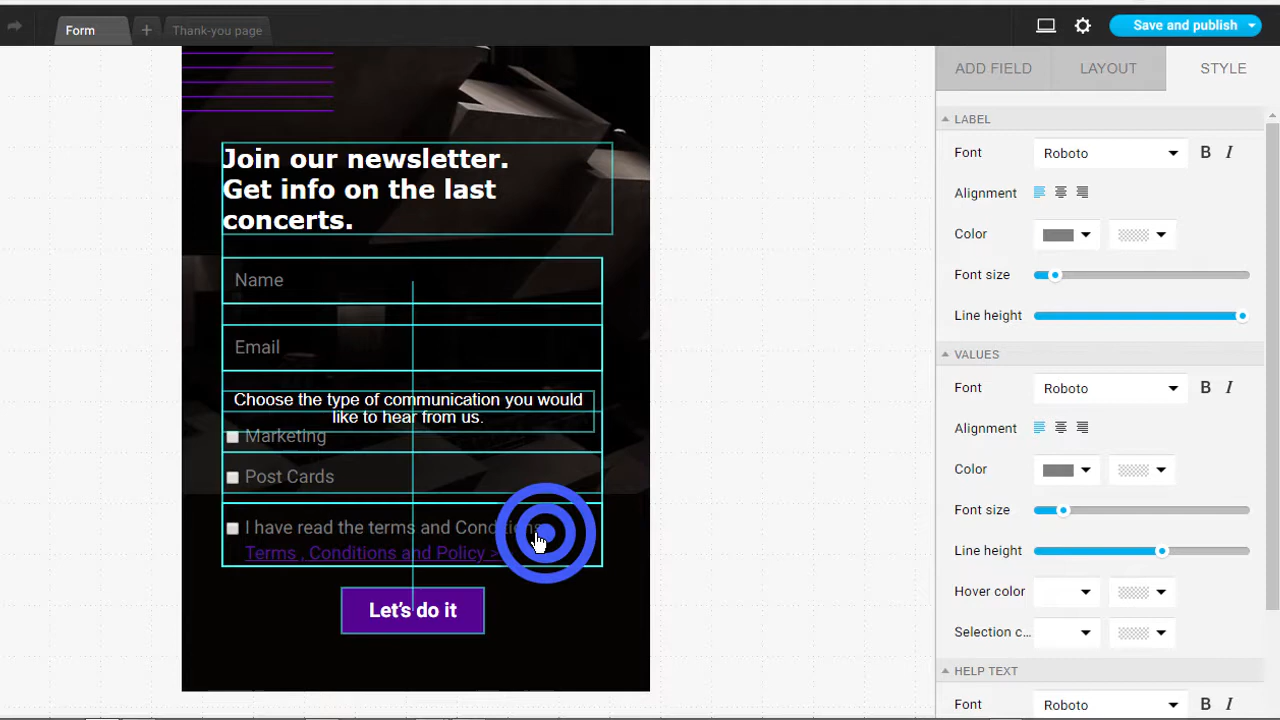 Form
+
Thank-you page
Save and publish
ADD FIELD
LAYOUT
STYLE
Join our newsletter.
Get info on the last
concerts.
Name
Email
Choose the type of communication you would
like to hear from us.
Marketing
Post Cards
I have read the terms and Conditions
Terms , Conditions and Policy >
Let's do it
LABEL
Font
Roboto
B I
Alignment
Color
Font size
Line height
VALUES
Font
Roboto
B I
Alignment
Color
Font size
Line height
Hover color
Selection c...
HELP TEXT
Font
Roboto
B I